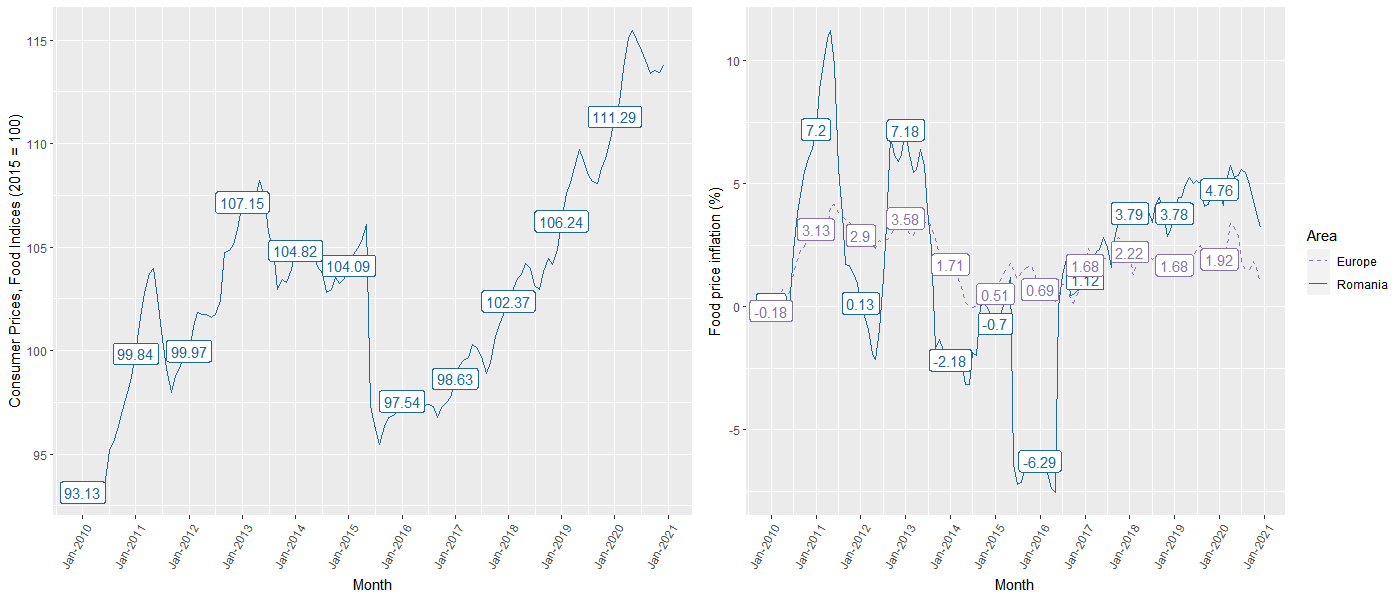 Consumer Prices, Food Indices (2015 = 100)
115
110
105
100
95
93.13
99.84
99.97
107.15
104.82
104.09
97.54
98.63
102.37
106.24
111.29
Jan-2010
Jan-2011
Jan-2012
Jan-2013
Jan-2014
Jan-2015
Jan-2016
Jan-2017
Jan-2018
Jan-2019
Jan-2020
Jan-2021
Month
Food price inflation (%)
10
5
0
-5
-0.18
7.2
3.13
2.9
0.13
7.18
3.58
1.71
-2.18
0.51
-0.7
0.69
-6.29
1.68
1.12
3.79
2.22
3.78
1.68
4.76
1.92
Jan-2010
Jan-2011
Jan-2012
Jan-2013
Jan-2014
Jan-2015
Jan-2016
Jan-2017
Jan-2018
Jan-2019
Jan-2020
Jan-2021
Month
Area
Europe
Romania